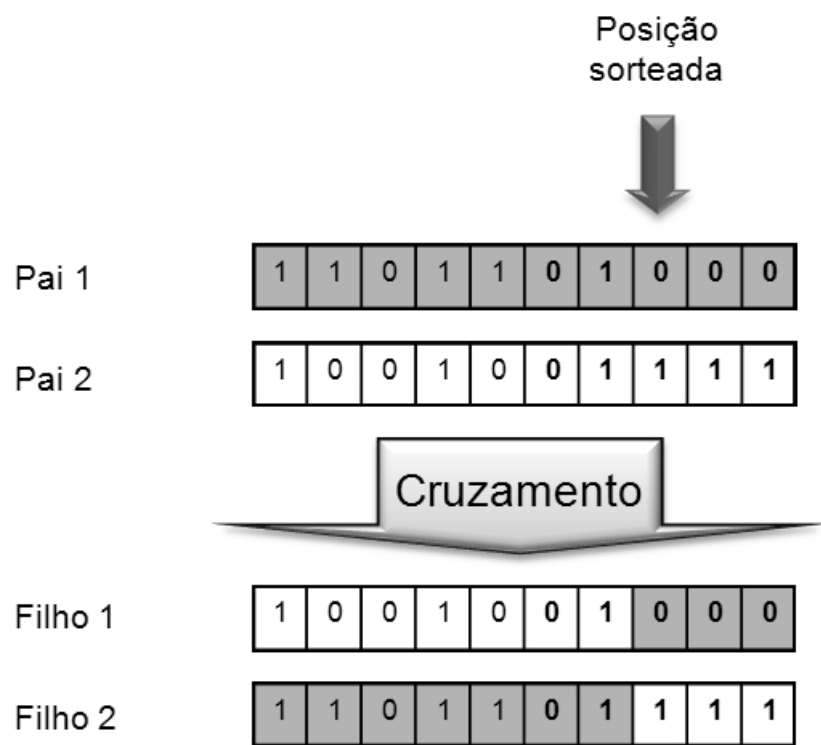 Posição
sorteada
Pai 1 1 1 0 1 1 0 1 0 0 0
Pai 2 1 0 0 1 0 0 1 1 1 1
Cruzamento
Filho 1 1 0 0 1 0 0 1 0 0 0
Filho 2 1 1 0 1 1 0 1 1 1 1